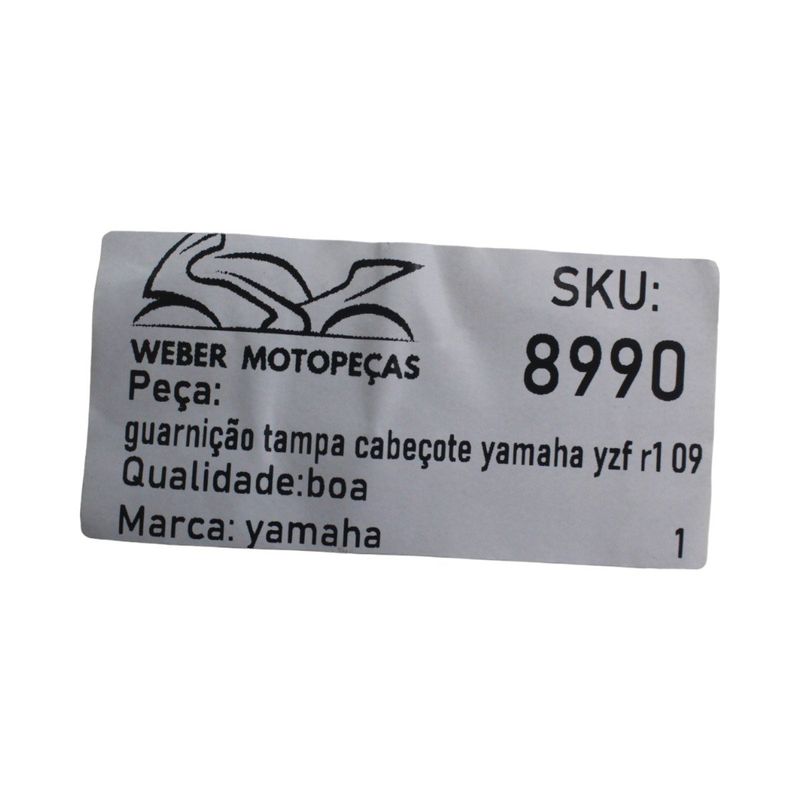 WEBER MOTOPEÇAS
SKU:
8990
Peça:
guarnição tampa cabeçote yamaha yzf r1 09
Qualidade:boa
Marca: yamaha
1